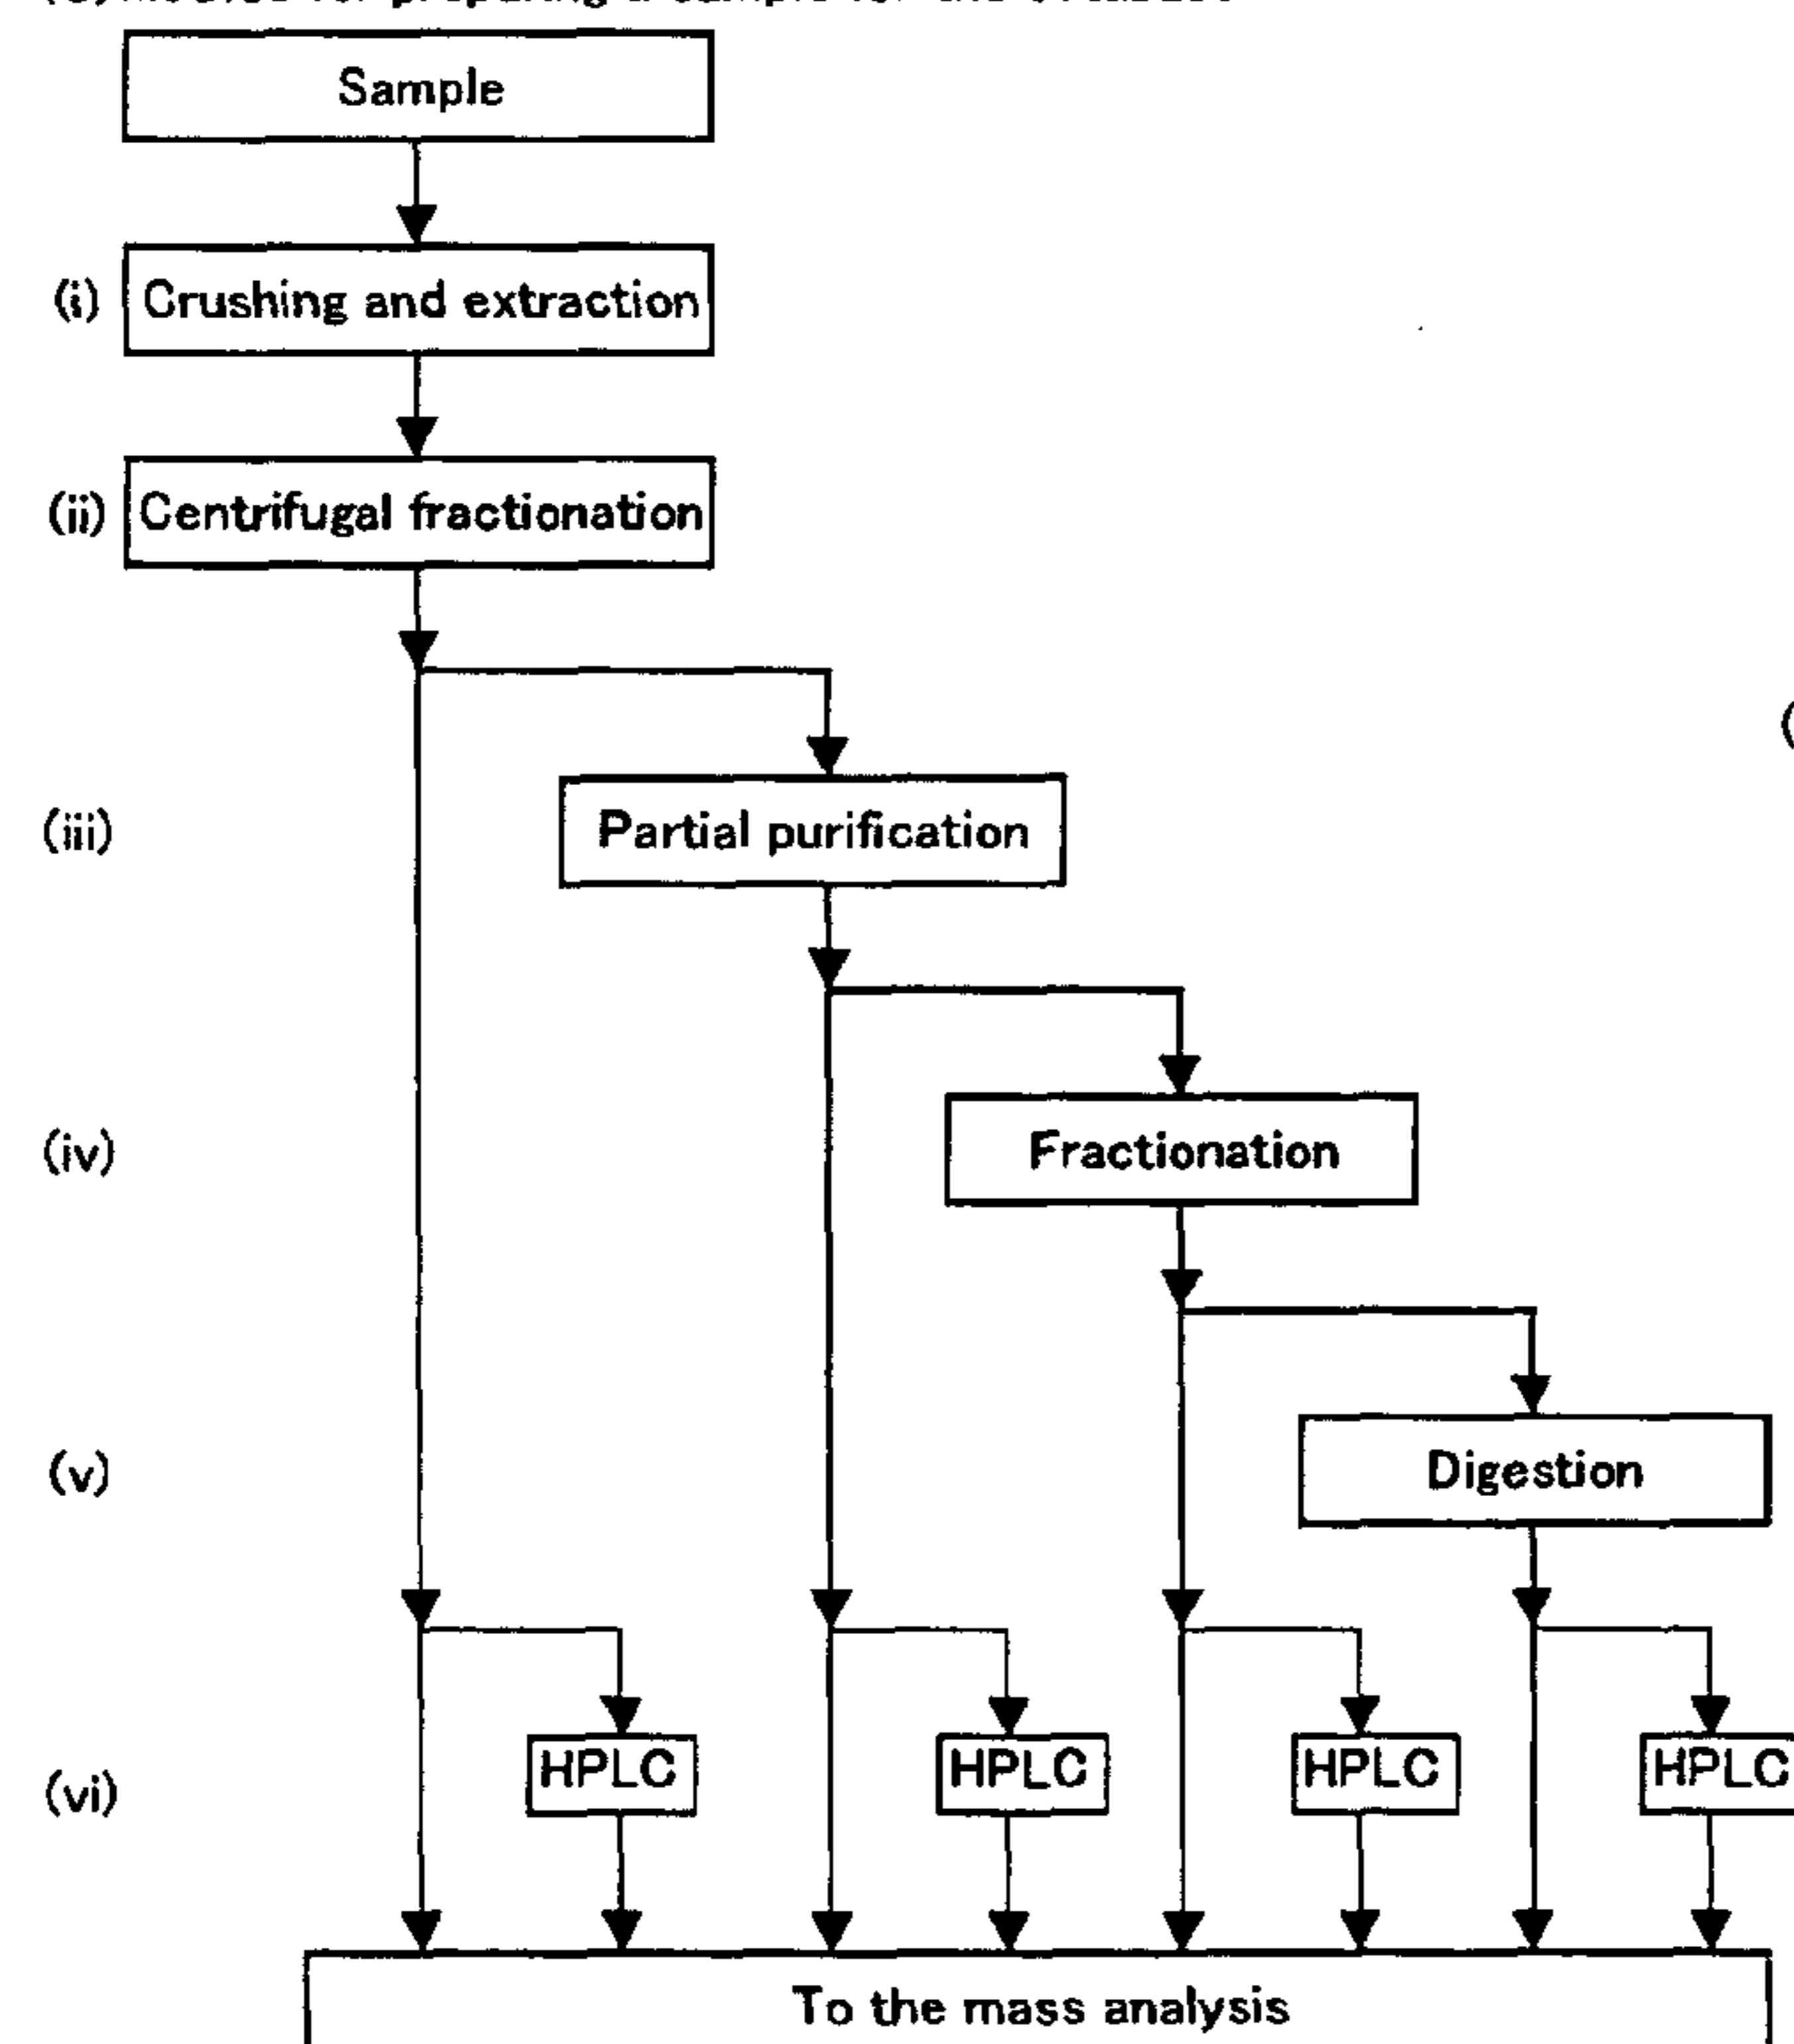 Sample
(i) Crushing and extraction
(ii) Centrifugal fractionation
(
(iii) Partial purification
(iv) Fractionation
(v) Digestion
(vi) HPLC HPLC HPLC HPLC
To the mass analysis